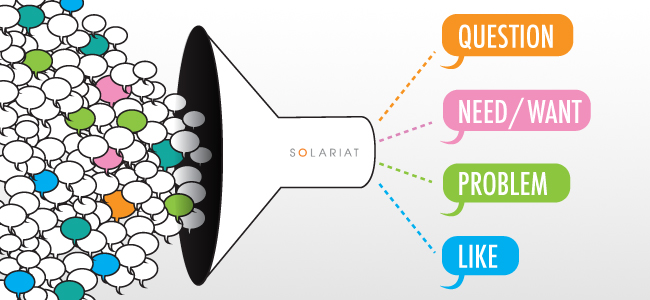 SOLARIAT
QUESTION
NEED/WANT
PROBLEM
LIKE